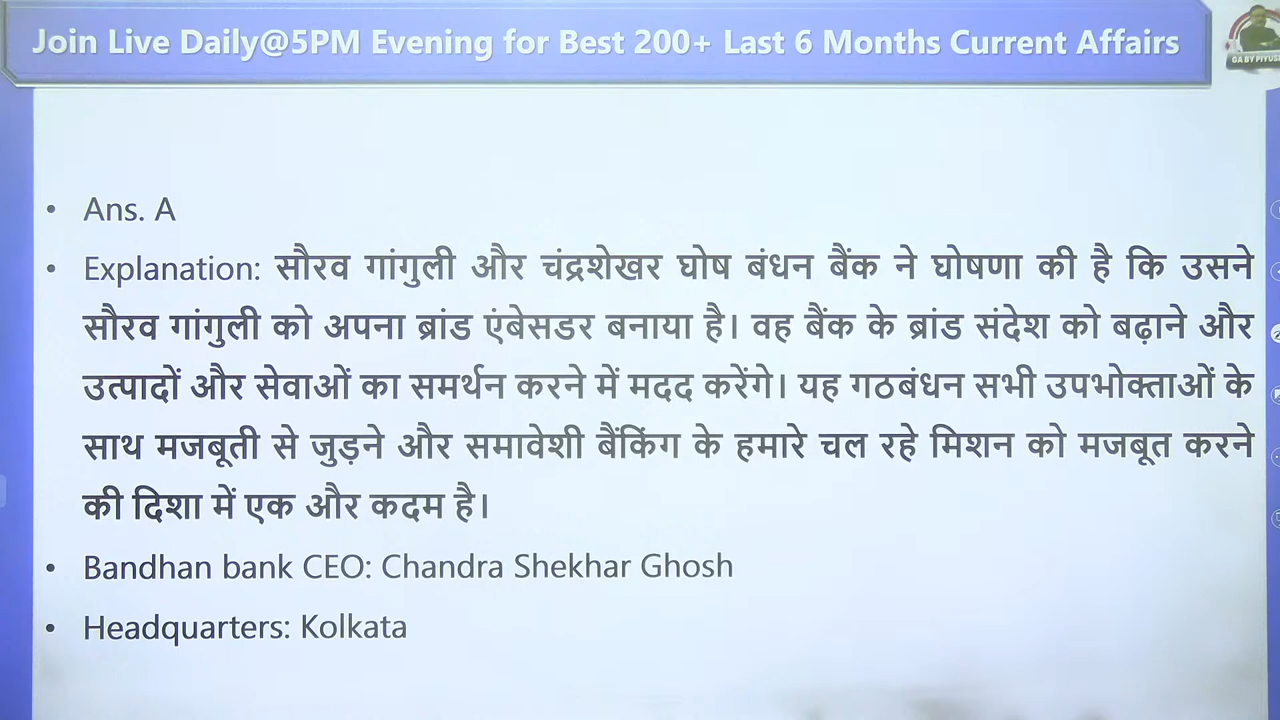 Join Live Daily@5PM Evening for Best 200+ Last 6 Months Current Affairs
GA BY PIYUSH
• Ans. A
• Explanation: सौरव गांगुली और चंद्रशेखर घोष बंधन बैंक ने घोषणा की है कि उसने
सौरव गांगुली को अपना ब्रांड एंबेसडर बनाया है। वह बैंक के ब्रांड संदेश को बढ़ाने और
उत्पादों और सेवाओं का समर्थन करने में मदद करेंगे। यह गठबंधन सभी उपभोक्ताओं के
साथ मजबूती से जुड़ने और समावेशी बैंकिंग के हमारे चल रहे मिशन को मजबूत करने
की दिशा में एक और कदम है।
• Bandhan bank CEO: Chandra Shekhar Ghosh
• Headquarters: Kolkata